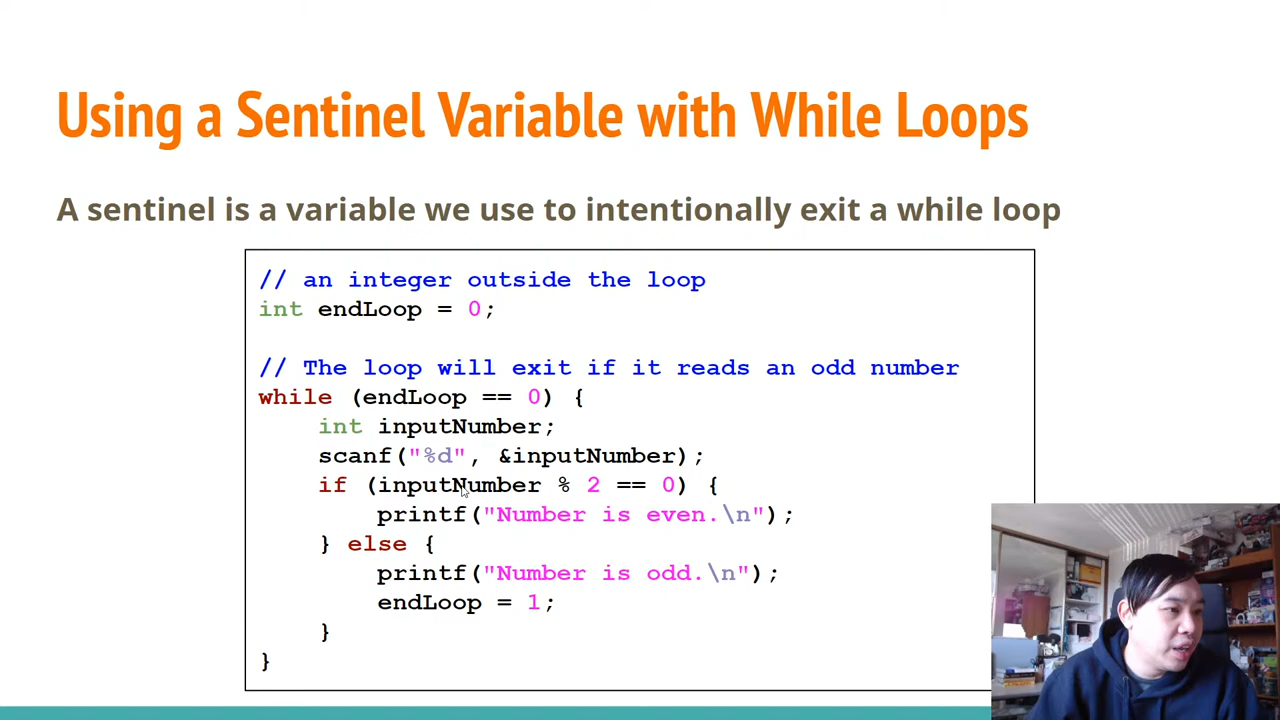 Using a Sentinel Variable with While Loops
A sentinel is a variable we use to intentionally exit a while loop
// an integer outside the loop
int endLoop = 0;
// The loop will exit if it reads an odd number
while (endLoop == 0) {
    int inputNumber;
    scanf("%d", &inputNumber);
    if (inputNumber % 2 == 0) {
        printf("Number is even.\n");
    } else {
        printf("Number is odd.\n");
        endLoop = 1;
    }
}